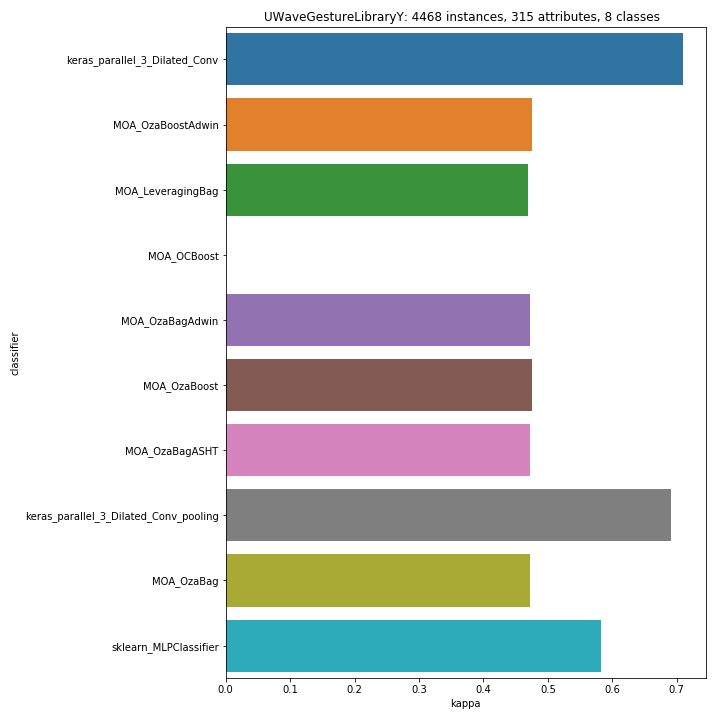 UWaveGestureLibraryY: 4468 instances, 315 attributes, 8 classes
classifier
keras_parallel_3_Dilated_Conv
MOA_OzaBoostAdwin
MOA_LeveragingBag
MOA_OCBoost
MOA_OzaBagAdwin
MOA_OzaBoost
MOA_OzaBagASHT
keras_parallel_3_Dilated_Conv_pooling
MOA_OzaBag
sklearn_MLPClassifier
0.0 0.1 0.2 0.3 0.4 0.5 0.6 0.7
kappa